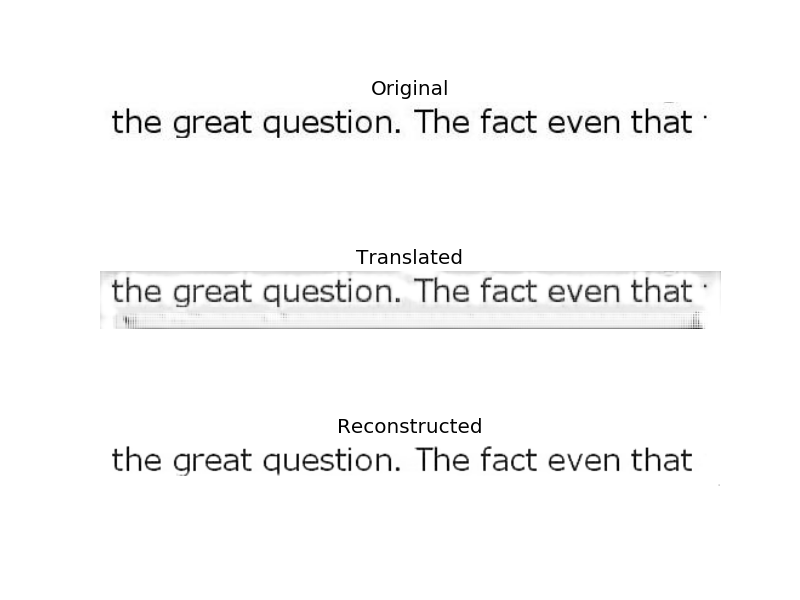 Original
the great question. The fact even that
Translated
the great question. The fact even that
Reconstructed
the great question. The fact even that